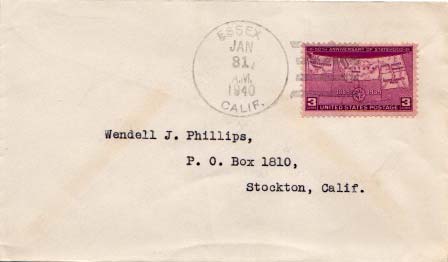 ESSEX
JAN
31
A.M.
1940
CALIF.
50TH ANNIVERSARY OF STATEHOOD
3 UNITED STATES POSTAGE 3
Wendell J. Phillips,
P. O. Box 1810,
Stockton, Calif.